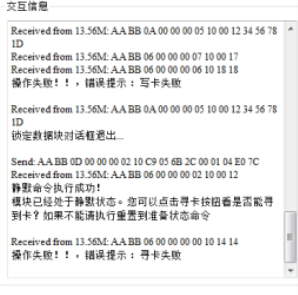 交互信息
Received from 13.56M: AA BB 0A 00 00 00 05 10 00 12 34 56 78
1D
Received from 13.56M: AA BB 06 00 00 00 07 10 00 17
Received from 13.56M: AA BB 06 00 00 00 06 10 18 18
操作失败！！，错误提示：写卡失败

Received from 13.56M: AA BB 0A 00 00 00 05 10 00 12 34 56 78
1D
锁定数据块对话框退出...

Send: AA BB 0D 00 00 00 02 10 C9 05 6B 2C 00 01 04 E0 7C
Received from 13.56M: AA BB 06 00 00 00 02 10 00 12
静默命令执行成功！
模块已经处于静默状态。您可以点击寻卡按钮看是否能寻
到卡？如果不能请执行重置到准备状态命令

Received from 13.56M: AA BB 06 00 00 00 00 10 14 14
操作失败！！，错误提示：寻卡失败